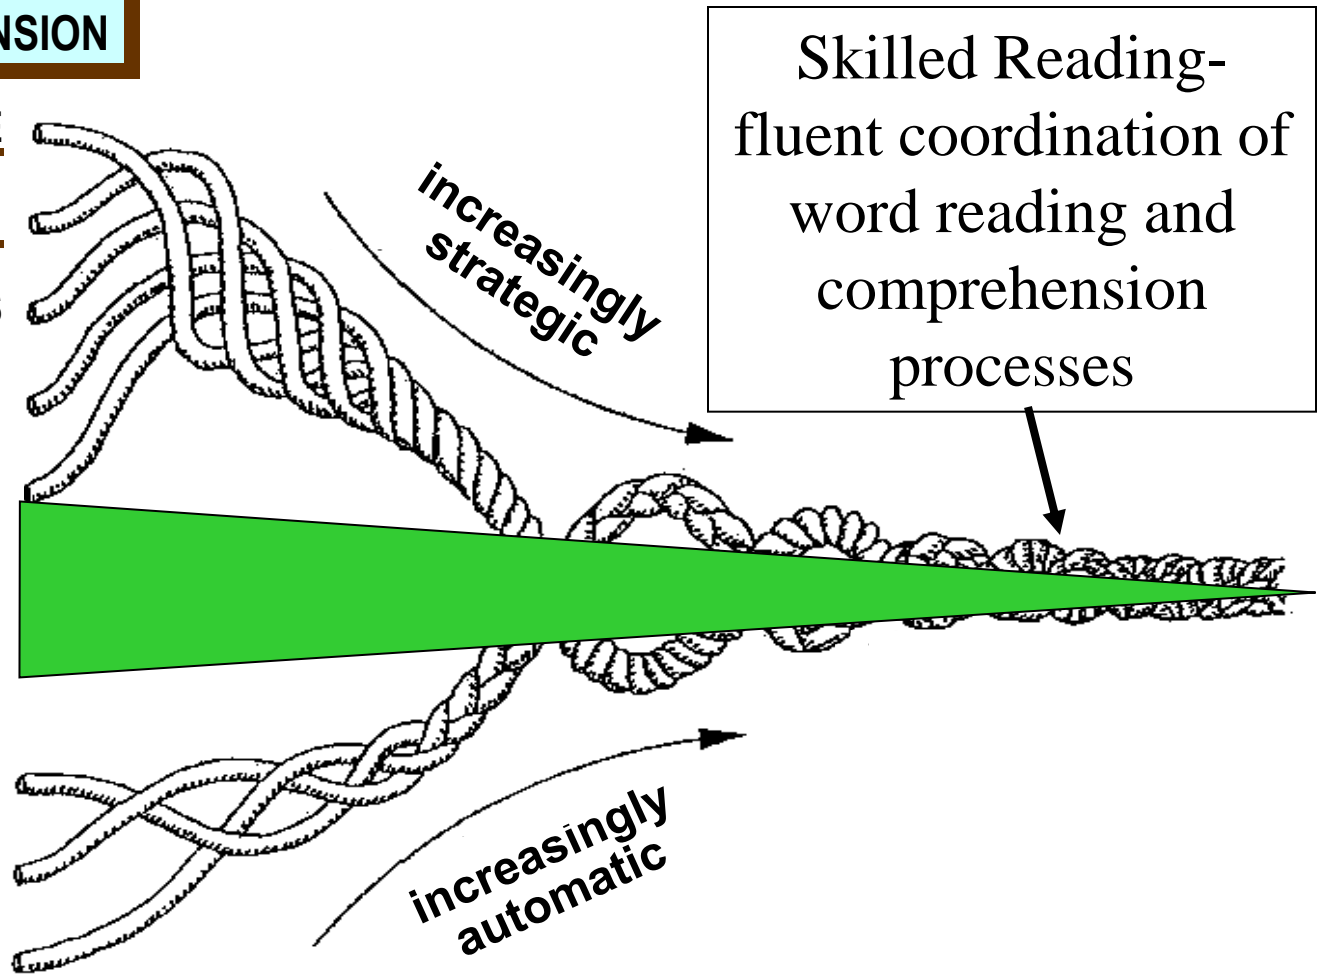 NSION
increasingly
strategic
Skilled Reading-
fluent coordination of
word reading and
comprehension
processes
increasingly
automatic